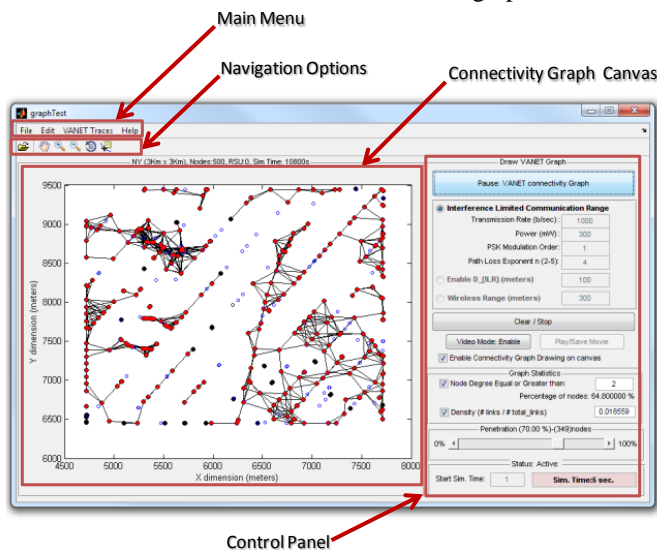 grap
Main Menu
Navigation Options
Connectivity Graph Canvas
graphTest
File Edit VANET Traces Help
NY (3Km x 3Km), Nodes:500, RSU:0, Sim Time: 10800s
Draw VANET Graph
Pause: VANET connectivity Graph
Interference Limited Communication Range
Transmission Rate (b/sec): 1000
Power (mW): 300
PSK Modulation Order: 1
Path Loss Exponent n (2-5): 4
Enable D_{ILR} (meters) 100
Wireless Range (meters) 300
Clear / Stop
Video Mode: Enable Play/Save Movie
Enable Connectivity Graph Drawing on canvas
Graph Statistics
Node Degree Equal or Greater than: 2
Percentage of nodes: 64.800000 %
Density (# links / # total_links) 0.018559
Penetration (70.00 %)-(349)nodes
0% 100%
Status: Active:
Start Sim. Time: 1 Sim. Time:5 sec.
9500
9000
8500
8000
7500
7000
6500
6000
Y dimension (meters)
4500 5000 5500 6000 6500 7000 7500 8000
X dimension (meters)
Control Panel